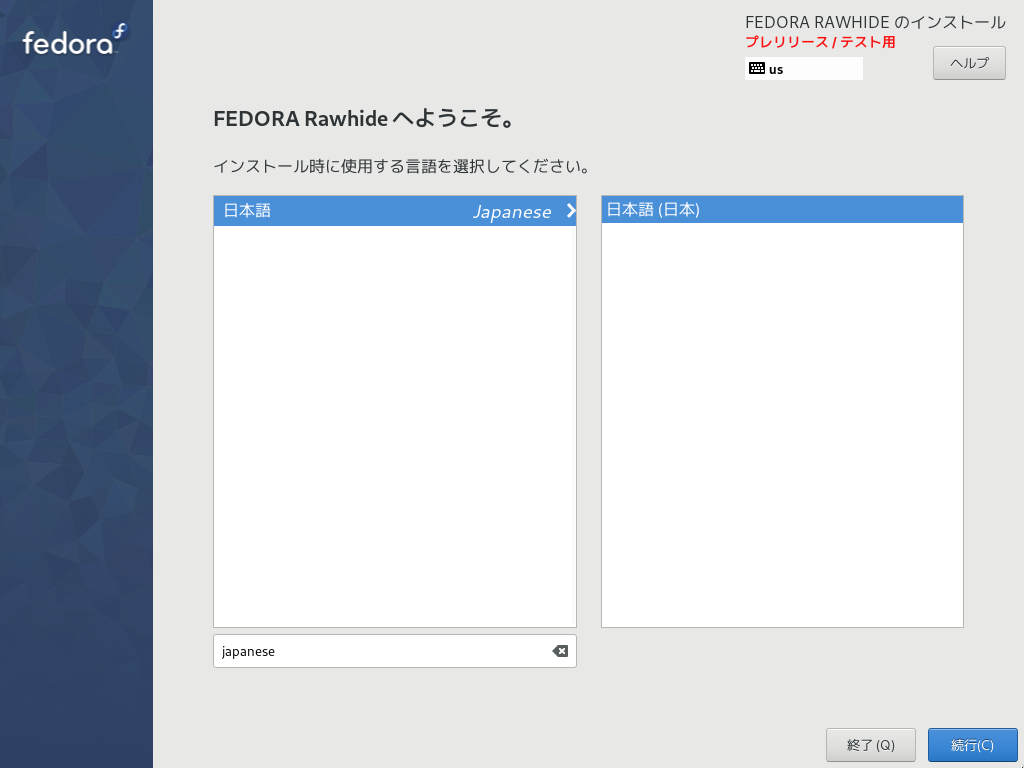 fedora
FEDORA RAWHIDE のインストール
プレリリース / テスト用
us
ヘルプ
FEDORA Rawhide へようこそ。
インストール時に使用する言語を選択してください。
日本語 Japanese
日本語 (日本)
japanese
終了 (Q)
続行(C)